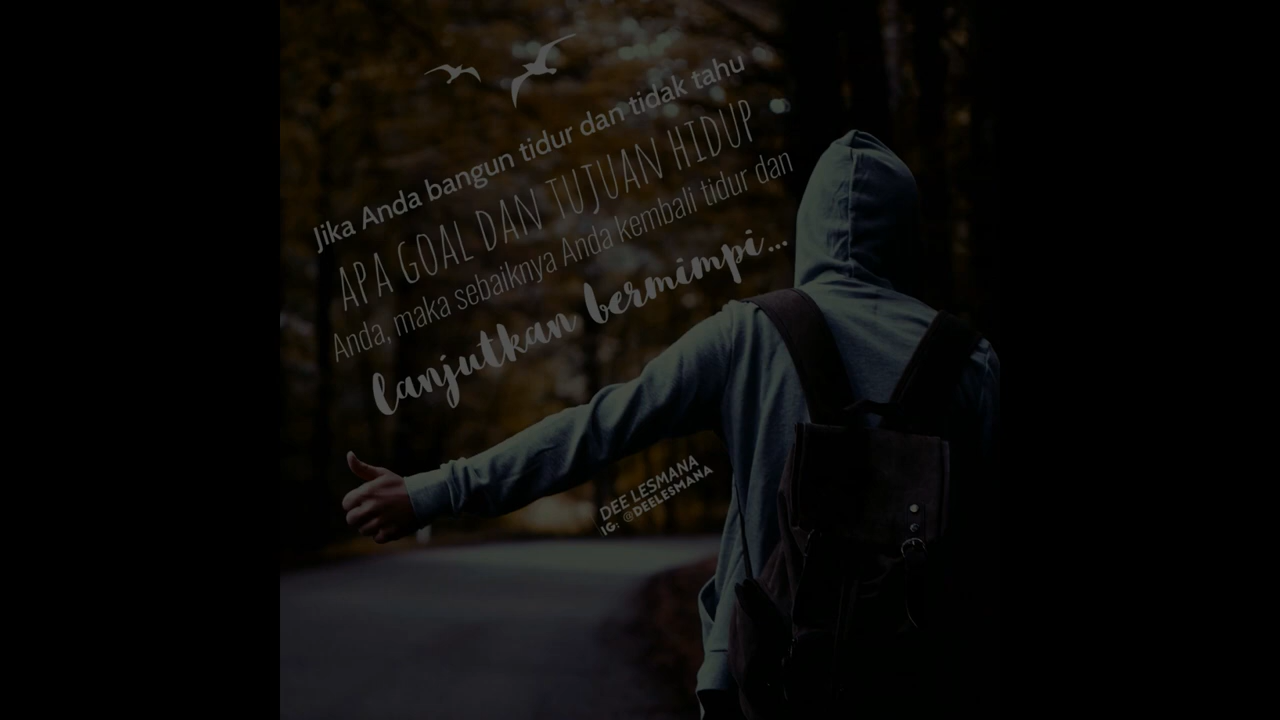 Jika Anda bangun tidur dan tidak tahu
APA GOAL DAN TUJUAN HIDUP
Anda, maka sebaiknya Anda kembali tidur dan
lanjutkan bermimpi...
DEE LESMANA
IG: @DEELESMANA